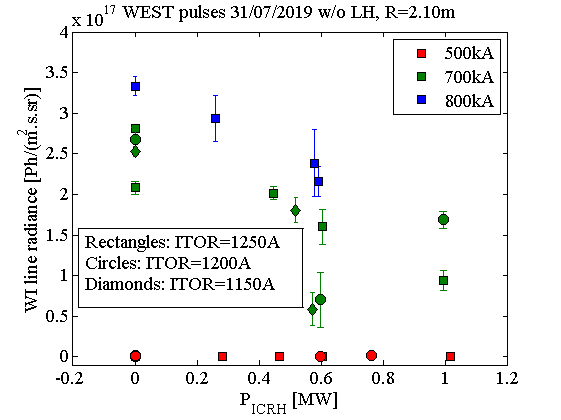 x 10^17 WEST pulses 31/07/2019 w/o LH, R=2.10m
4
3.5
3
2.5
2
1.5
1
0.5
0
WI line radiance [Ph/(m².s.sr)]
500kA
700kA
800kA
Rectangles: ITOR=1250A
Circles: ITOR=1200A
Diamonds: ITOR=1150A
-0.2 0 0.2 0.4 0.6 0.8 1 1.2
P_ICRH [MW]